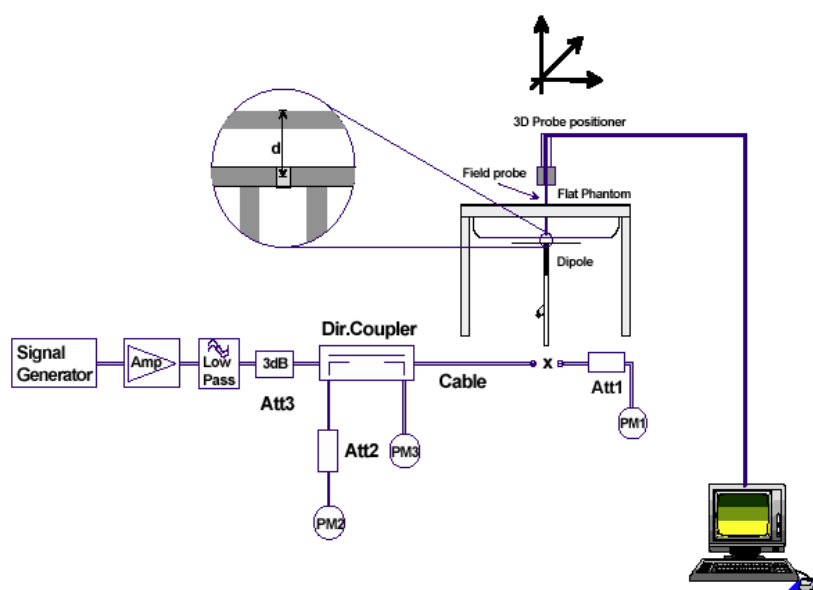 3D Probe positioner
d
Field probe
Flat Phantom
Dipole
Dir.Coupler
Signal
Generator
Amp
Low
Pass
3dB
Att3
Cable
x
Att1
PM1
Att2
PM3
PM2